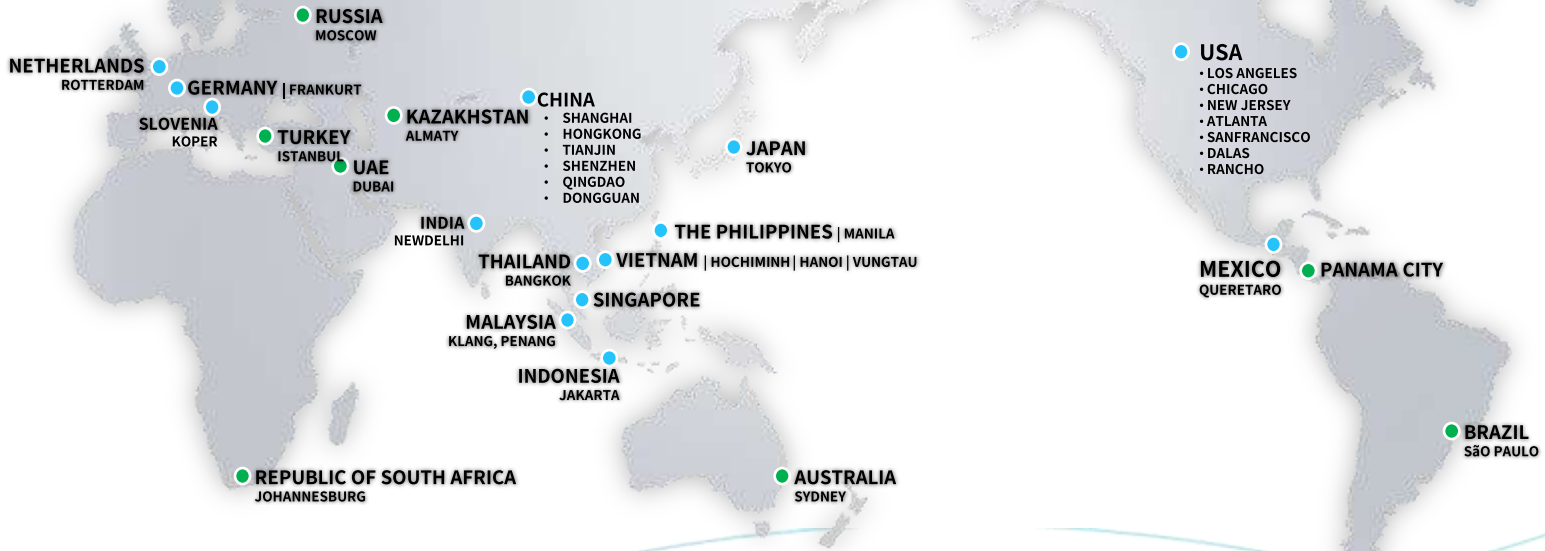 RUSSIA
MOSCOW
NETHERLANDS
ROTTERDAM
GERMANY | FRANKURT
SLOVENIA
KOPER
TURKEY
ISTANBUL
UAE
DUBAI
KAZAKHSTAN
ALMATY
CHINA
• SHANGHAI
• HONGKONG
• TIANJIN
• SHENZHEN
• QINGDAO
• DONGGUAN
JAPAN
TOKYO
INDIA
NEWDELHI
THE PHILIPPINES | MANILA
THAILAND
BANGKOK
VIETNAM | HOCHIMINH | HANOI | VUNGTAU
SINGAPORE
MALAYSIA
KLANG, PENANG
INDONESIA
JAKARTA
REPUBLIC OF SOUTH AFRICA
JOHANNESBURG
AUSTRALIA
SYDNEY
USA
• LOS ANGELES
• CHICAGO
• NEW JERSEY
• ATLANTA
• SANFRANCISCO
• DALAS
• RANCHO
MEXICO
QUERETARO
PANAMA CITY
BRAZIL
SãO PAULO